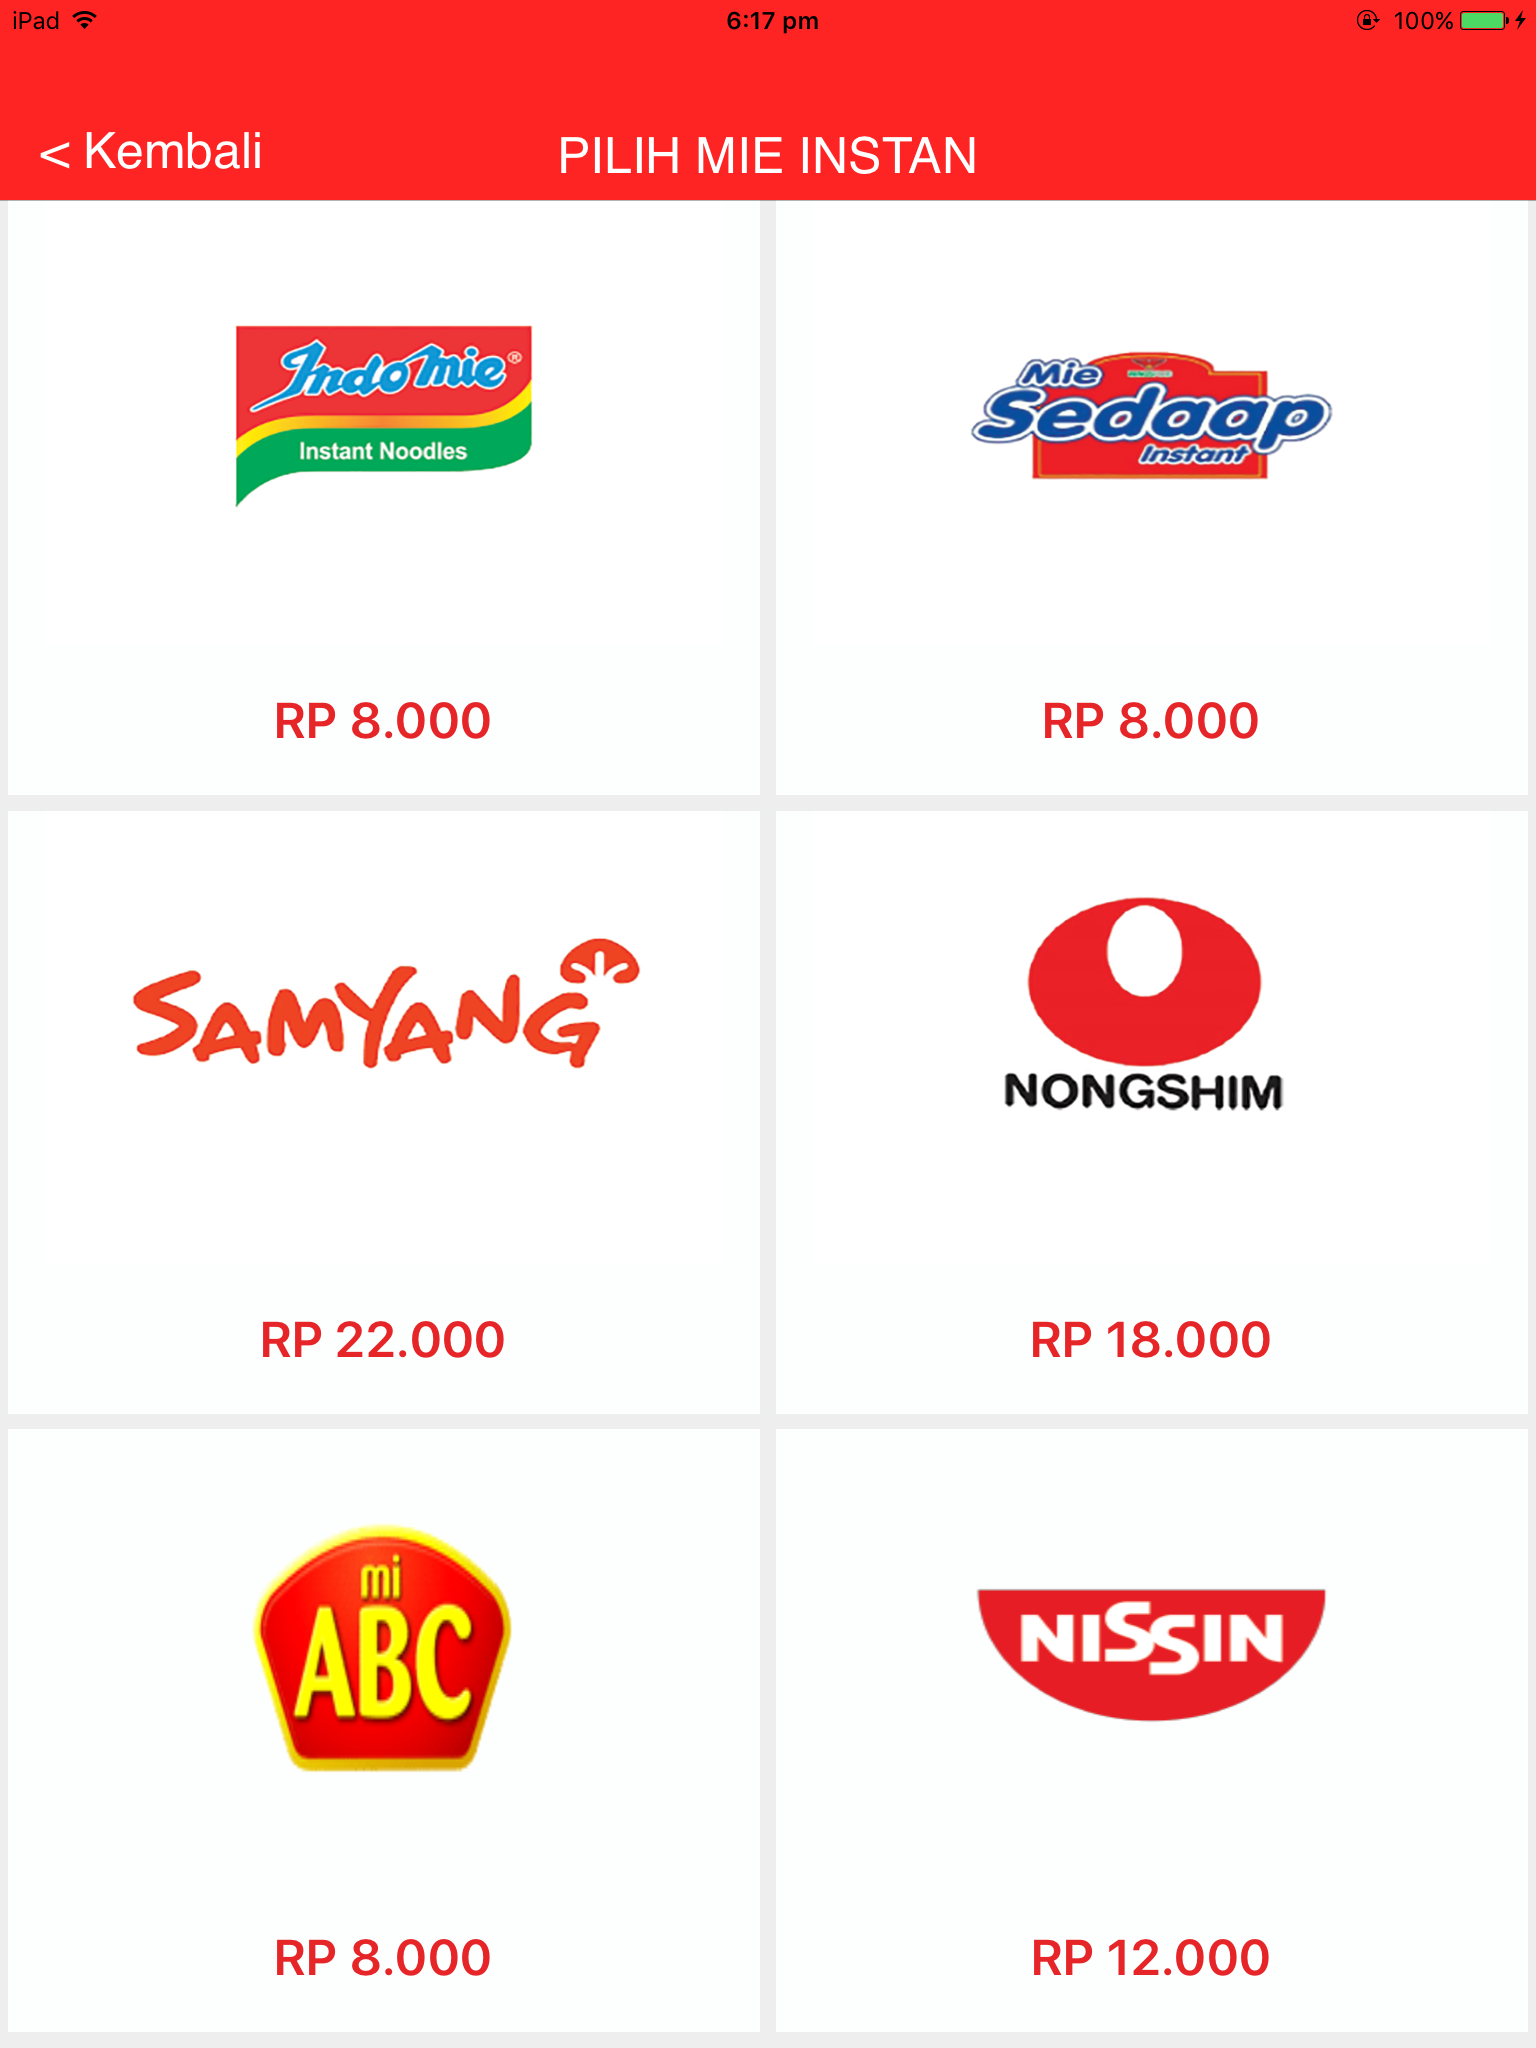 iPad
6:17 pm
100%
< Kembali
PILIH MIE INSTAN
Indomie®
Instant Noodles
Mie
Sedaap
Instant
RP 8.000
RP 8.000
SAMYANG
NONGSHIM
RP 22.000
RP 18.000
mi
ABC
NISSIN
RP 8.000
RP 12.000